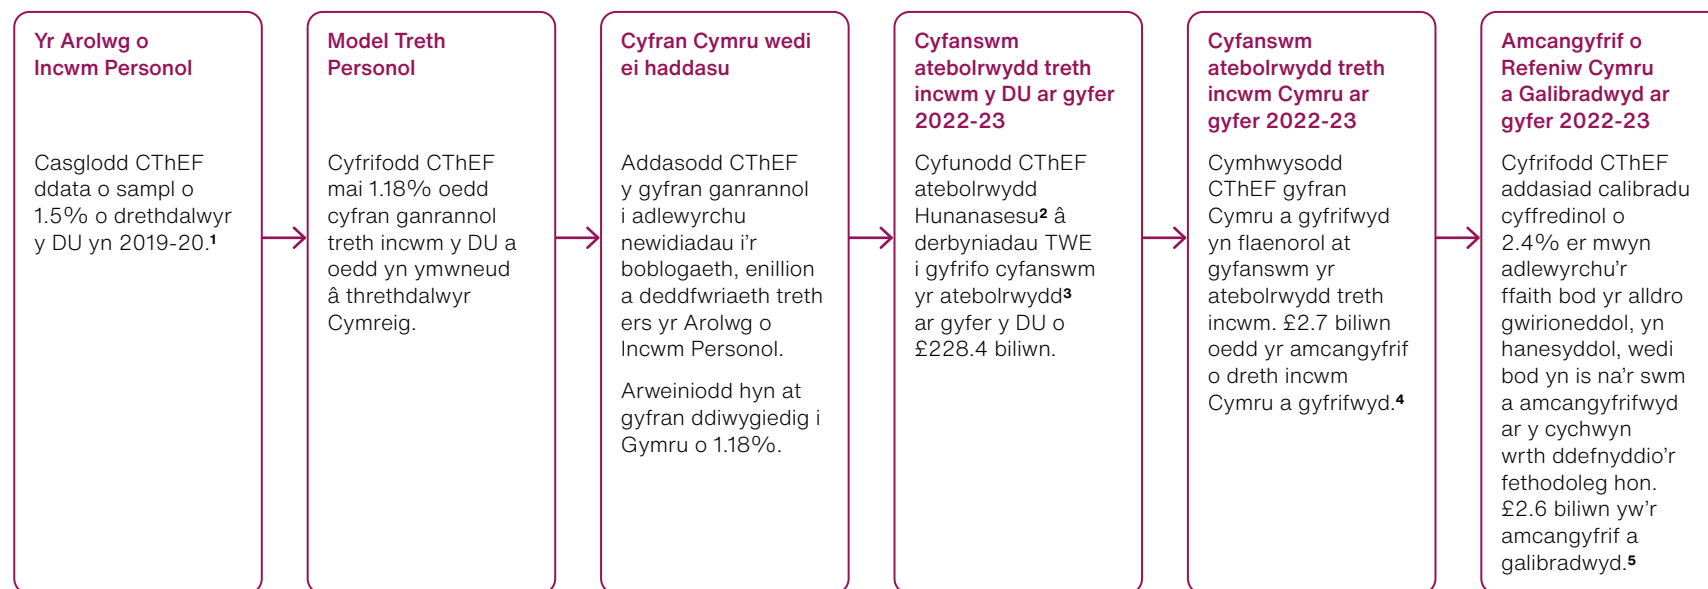 Yr Arolwg o
Incwm Personol
Casglodd CThEF
ddata o sampl o
1.5% o drethdalwyr
y DU yn 2019-20.1
Model Treth
Personol
Cyfrifodd CThEF
mai 1.18% oedd
cyfran ganrannol
treth incwm y DU a
oedd yn ymwneud
â threthdalwyr
Cymreig.
Cyfran Cymru wedi
ei haddasu
Addasodd CThEF
y gyfran ganrannol
i adlewyrchu
newidiadau i'r
boblogaeth, enillion
a deddfwriaeth treth
ers yr Arolwg o
Incwm Personol.
Arweiniodd hyn at
gyfran ddiwygiedig i
Gymru o 1.18%.
Cyfanswm
atebolrwydd treth
incwm y DU ar gyfer
2022-23
Cyfunodd CThEF
atebolrwydd
Hunanasesu2 â
derbyniadau TWE
i gyfrifo cyfanswm
yr atebolrwydd3
ar gyfer y DU o
£228.4 biliwn.
Cyfanswm
atebolrwydd treth
incwm Cymru ar
gyfer 2022-23
Cymhwysodd
CThEF gyfran
Cymru a gyfrifwyd
yn flaenorol at
gyfanswm yr
atebolrwydd treth
incwm. £2.7 biliwn
oedd yr amcangyfrif
o dreth incwm
Cymru a gyfrifwyd.4
Amcangyfrif o
Refeniw Cymru
a Galibradwyd ar
gyfer 2022-23
Cyfrifodd CThEF
addasiad calibradu
cyffredinol o
2.4% er mwyn
adlewyrchu'r
ffaith bod yr alldro
gwirioneddol, yn
hanesyddol, wedi
bod yn is na'r swm
a amcangyfrifwyd
ar y cychwyn
wrth ddefnyddio'r
fethodoleg hon.
£2.6 biliwn yw'r
amcangyfrif a
galibradwyd.5